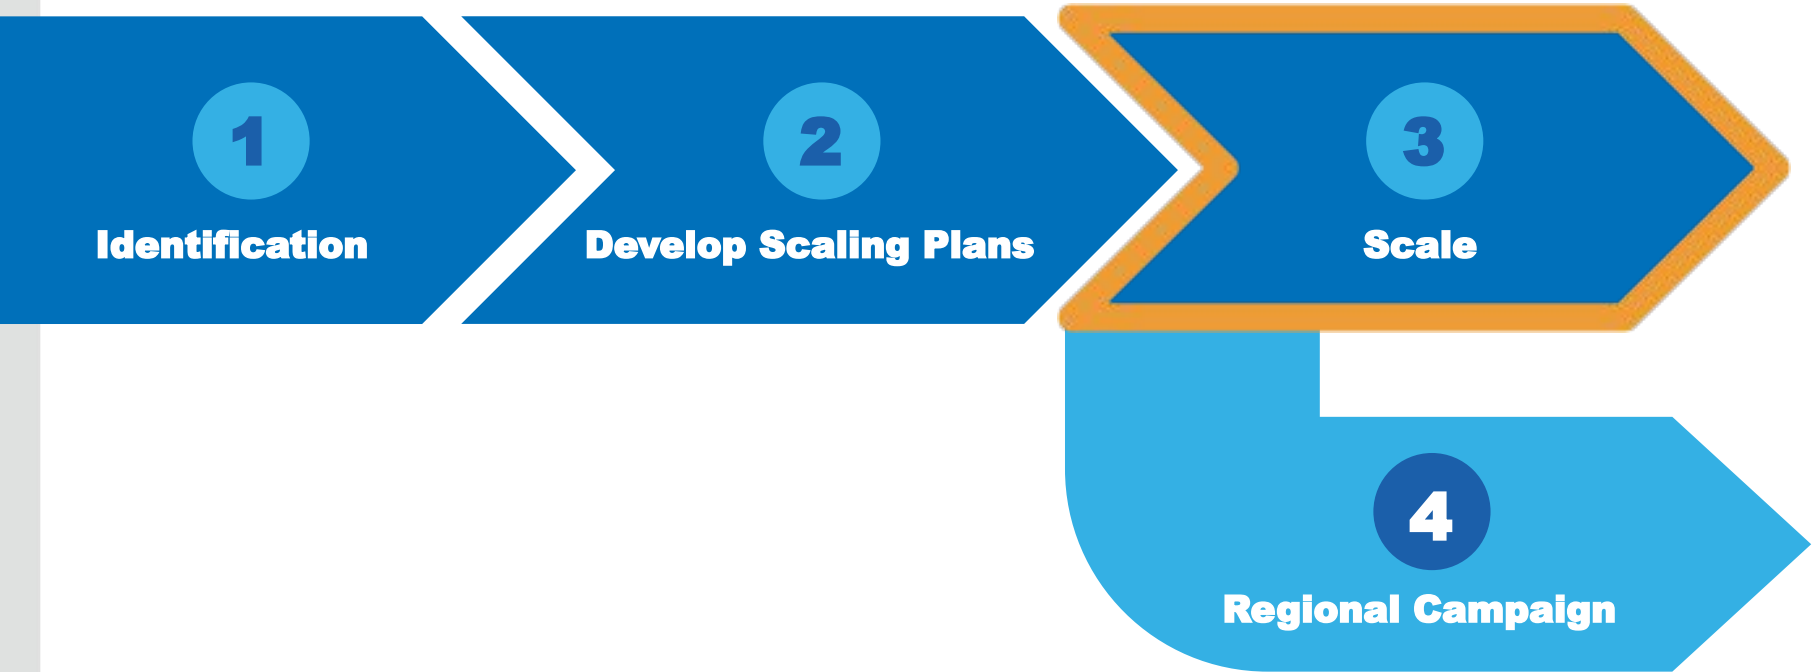 1
Identification
2
Develop Scaling Plans
3
Scale
4
Regional Campaign